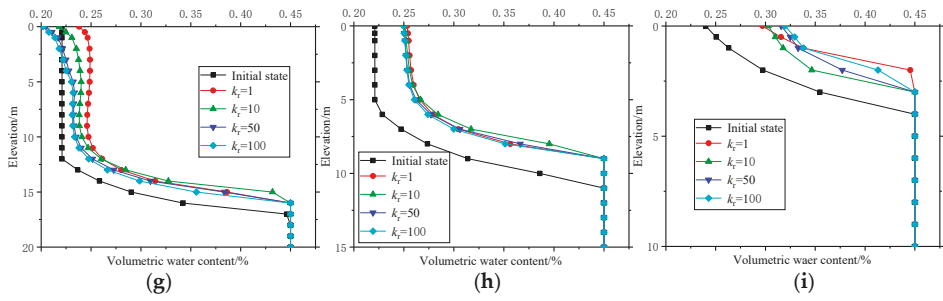 0.20 0.25 0.30 0.35 0.40 0.45
0
5
10
15
20
Elevation/m
Initial state
kr=1
kr=10
kr=50
kr=100
Volumetric water content/%
(g)
0.20 0.25 0.30 0.35 0.40 0.45
0
5
10
15
Elevation/m
Initial state
kr=1
kr=10
kr=50
kr=100
Volumetric water content/%
(h)
0.20 0.25 0.30 0.35 0.40 0.45
0
5
10
Elevation/m
Initial state
kr=1
kr=10
kr=50
kr=100
Volumetric waer content/%
(i)